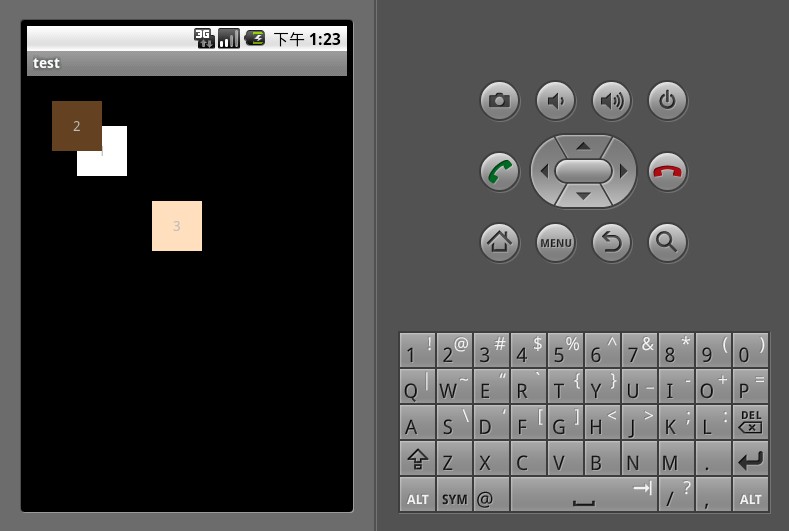 3G 下午 1:23
test
2
3
MENU
1 ! 2 @ 3 # 4 $ 5 % 6 ^ 7 & 8 * 9 ( 0 )
Q | W ~ E “ R ` T { Y } U _ I - O + P =
A S \ D ‘ F [ G ] H < J > K ; L : DEL
Z X C V B N M .
ALT SYM @ / ? , ALT